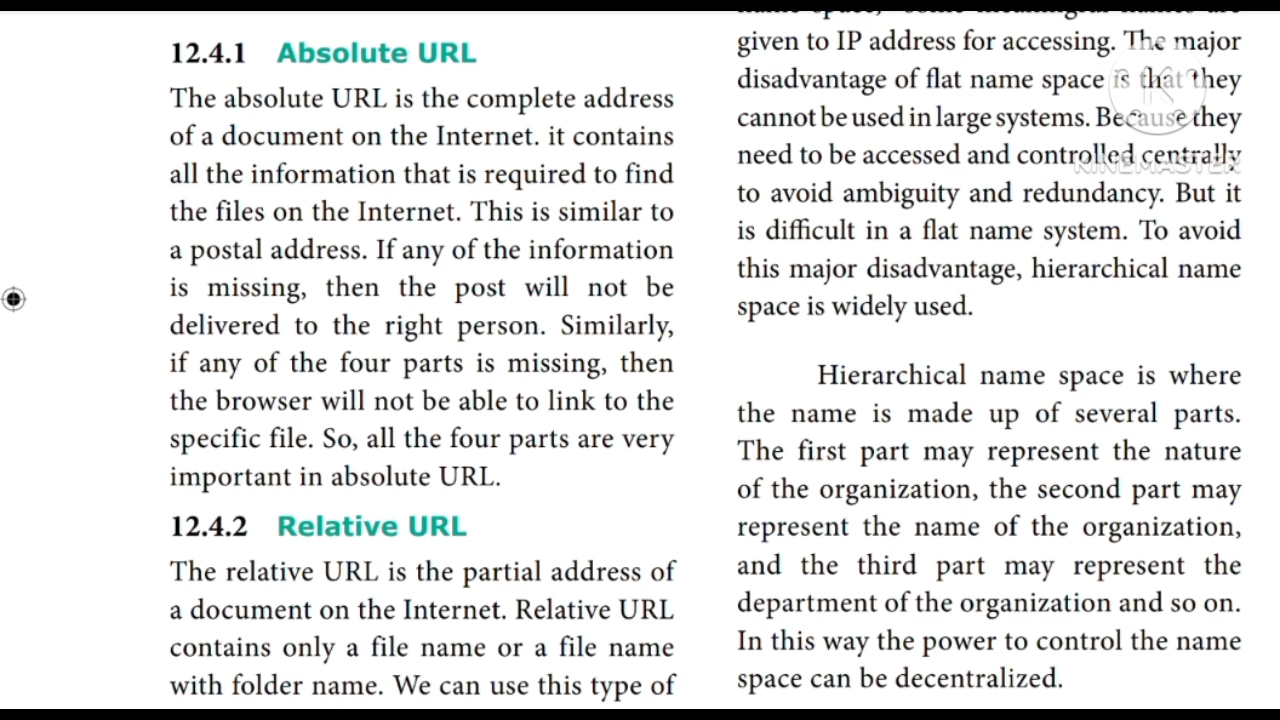 12.4.1 Absolute URL
The absolute URL is the complete address
of a document on the Internet. it contains
all the information that is required to find
the files on the Internet. This is similar to
a postal address. If any of the information
is missing, then the post will not be
delivered to the right person. Similarly,
if any of the four parts is missing, then
the browser will not be able to link to the
specific file. So, all the four parts are very
important in absolute URL.
12.4.2 Relative URL
The relative URL is the partial address of
a document on the Internet. Relative URL
contains only a file name or a file name
with folder name. We can use this type of
name space, some meaningful names are
given to IP address for accessing. The major
disadvantage of flat name space is that they
cannot be used in large systems. Because they
need to be accessed and controlled centrally
to avoid ambiguity and redundancy. But it
is difficult in a flat name system. To avoid
this major disadvantage, hierarchical name
space is widely used.
Hierarchical name space is where
the name is made up of several parts.
The first part may represent the nature
of the organization, the second part may
represent the name of the organization,
and the third part may represent the
department of the organization and so on.
In this way the power to control the name
space can be decentralized.
KINEMASTER